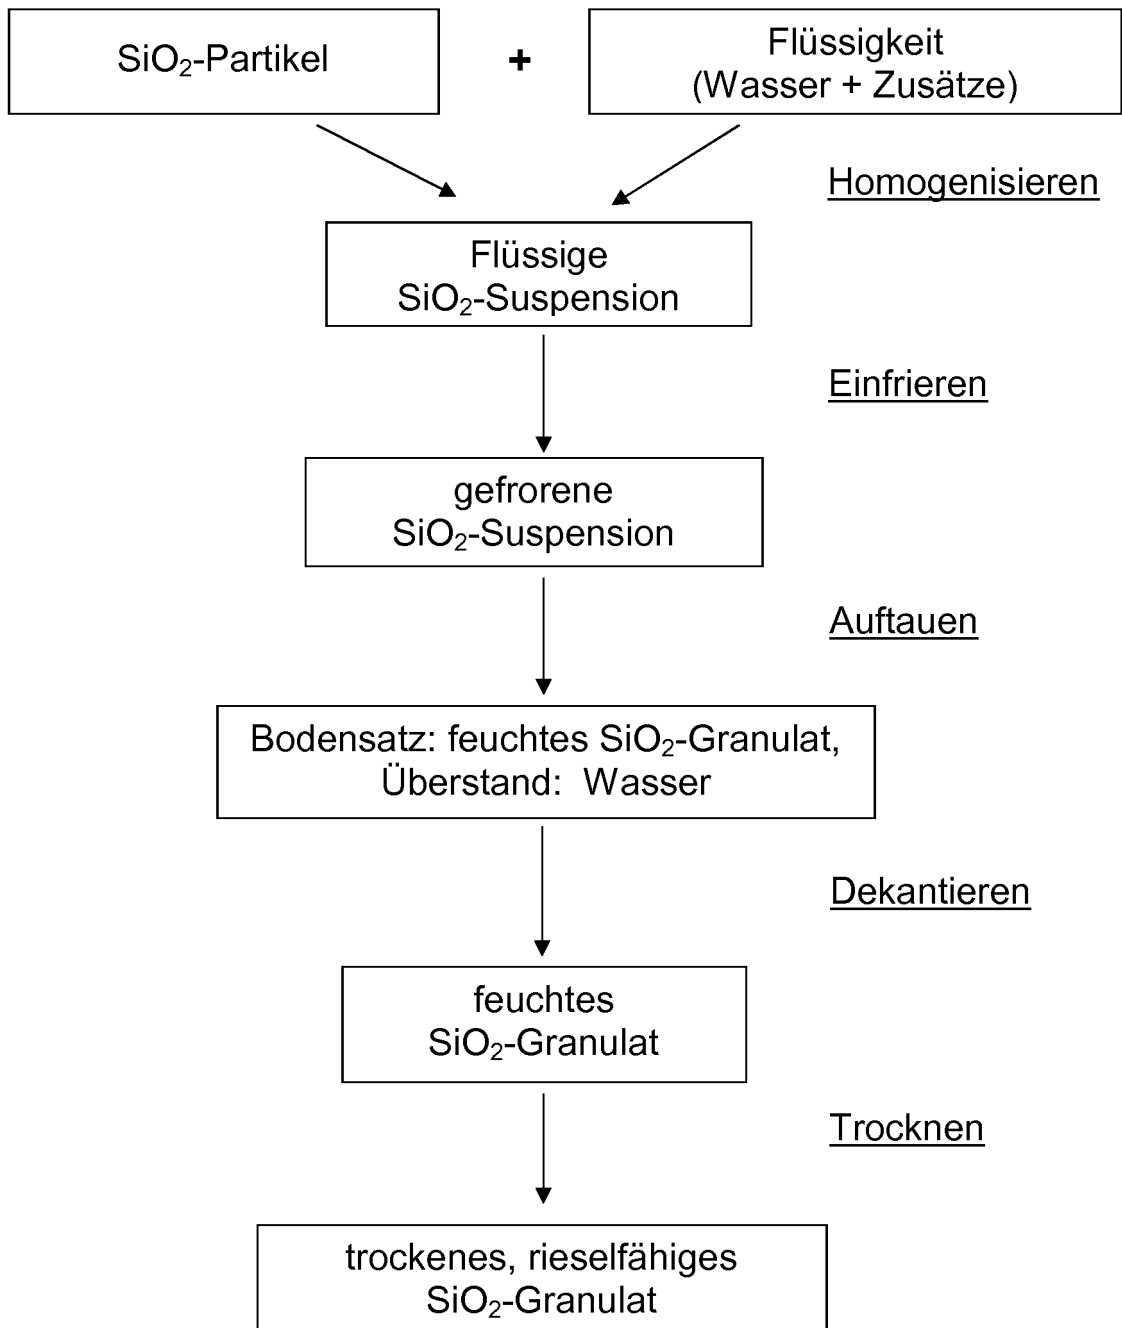 SiO₂-Partikel
+
Flüssigkeit
(Wasser + Zusätze)
Homogenisieren
Flüssige
SiO₂-Suspension
Einfrieren
gefrorene
SiO₂-Suspension
Auftauen
Bodensatz: feuchtes SiO₂-Granulat,
Überstand: Wasser
Dekantieren
feuchtes
SiO₂-Granulat
Trocknen
trockenes, rieselfähiges
SiO₂-Granulat